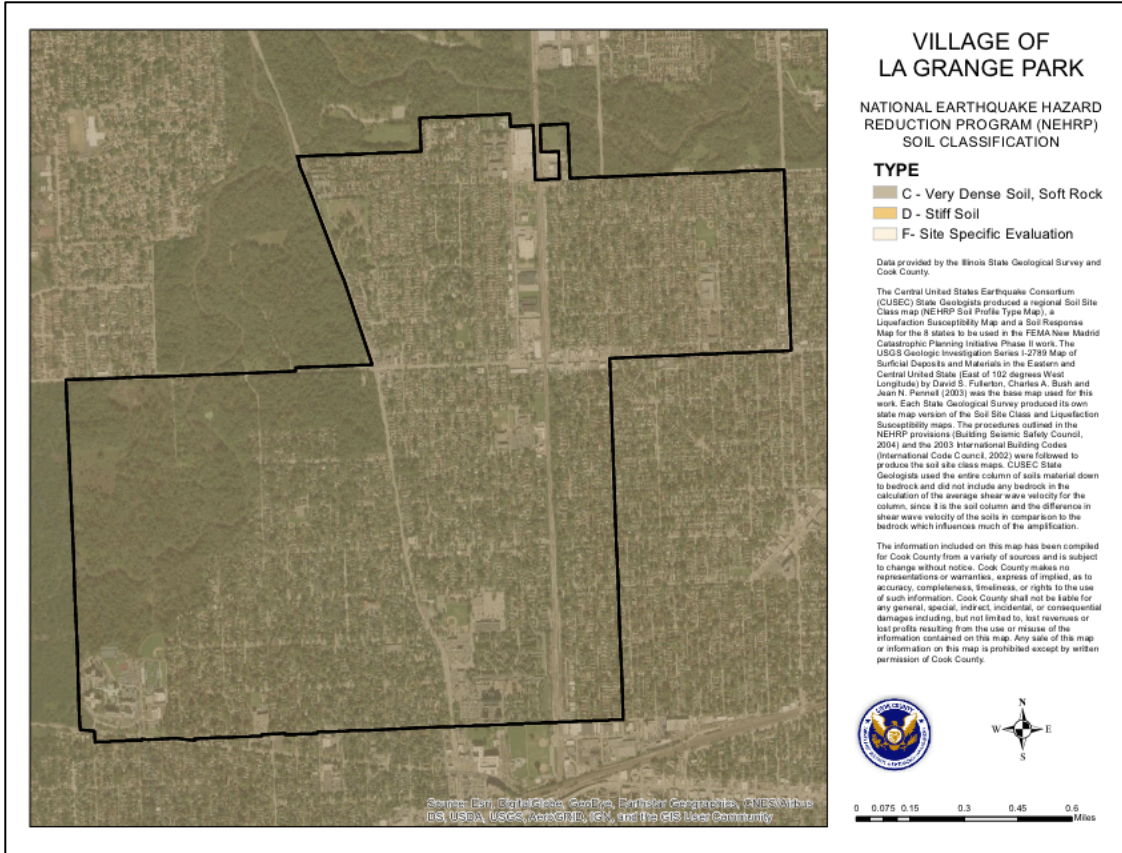 VILLAGE OF
LA GRANGE PARK
NATIONAL EARTHQUAKE HAZARD
REDUCTION PROGRAM (NEHRP)
SOIL CLASSIFICATION
TYPE
C - Very Dense Soil, Soft Rock
D - Stiff Soil
F- Site Specific Evaluation
Data provided by the Illinois State Geological Survey and
Cook County.
The Central United States Earthquake Consortium
(CUSEC) State Geologists produced a regional Soil Site
Class map (NEHRP Soil Profile Type Map), a
Liquefaction Susceptibility Map and a Soil Response
Map for the 8 states to be used in the FEMA New Madrid
Catastrophic Planning Initiative Phase II work. The
USGS Geologic Investigation Series I-2789 Map of
Surficial Deposits and Materials in the Eastern and
Central United State (East of 102 degrees West
Longitude) by David S. Fullerton, Charles A. Bush and
Jean N. Pennell (2003) was the base map used for this
work. Each State Geological Survey produced its own
state map version of the Soil Site Class and Liquefaction
Susceptibility maps. The procedures outlined in the
NEHRP provisions (Building Seismic Safety Council,
2004) and the 2003 International Building Codes
(International Code Council, 2002) were followed to
produce the soil site class maps. CUSEC State
Geologists used the entire column of soils material down
to bedrock and did not include any bedrock in the
calculation of the average shear wave velocity for the
column, since it is the soil column and the difference in
shear wave velocity of the soils in comparison to the
bedrock which influences much of the amplification.
The information included on this map has been compiled
for Cook County from a variety of sources and is subject
to change without notice. Cook County makes no
representations or warranties, express of implied, as to
accuracy, completeness, timeliness, or rights to the use
of such information. Cook County shall not be liable for
any general, special, indirect, incidental, or consequential
damages including, but not limited to, lost revenues or
lost profits resulting from the use or misuse of the
information contained on this map. Any sale of this map
or information on this map is prohibited except by written
permission of Cook County.
N
W E
S
0 0.075 0.15 0.3 0.45 0.6
Miles
Source: Esri, DigitalGlobe, GeoEye, Earthstar Geographics, CNES/Airbus
DS, USDA, USGS, AeroGRID, IGN, and the GIS User Community